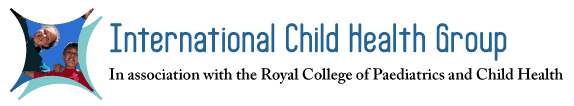 International Child Health Group
In association with the Royal College of Paediatrics and Child Health